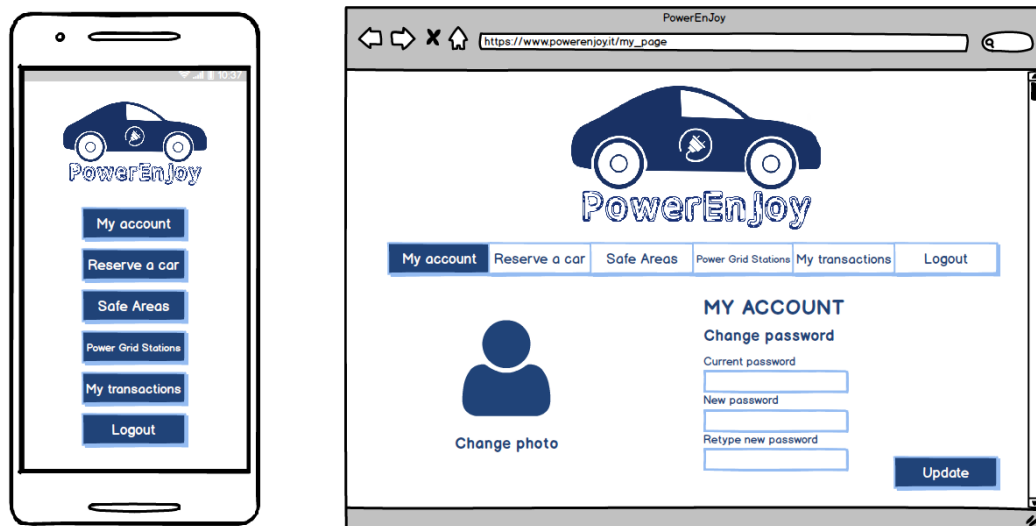 10:37
PowerEnJoy
My account
Reserve a car
Safe Areas
Power Grid Stations
My transactions
Logout
PowerEnJoy
https://www.powerenjoy.it/my_page
PowerEnJoy
My account Reserve a car Safe Areas Power Grid Stations My transactions Logout
MY ACCOUNT
Change password
Current password
New password
Retype new password
Change photo
Update